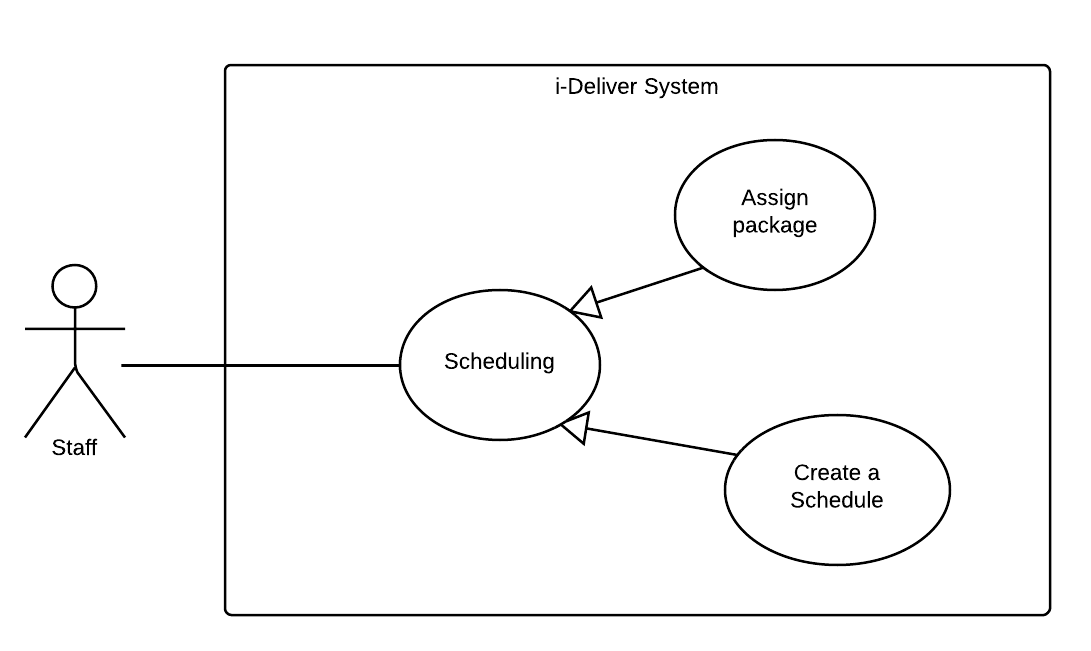 i-Deliver System
Assign
package
Scheduling
Staff
Create a
Schedule